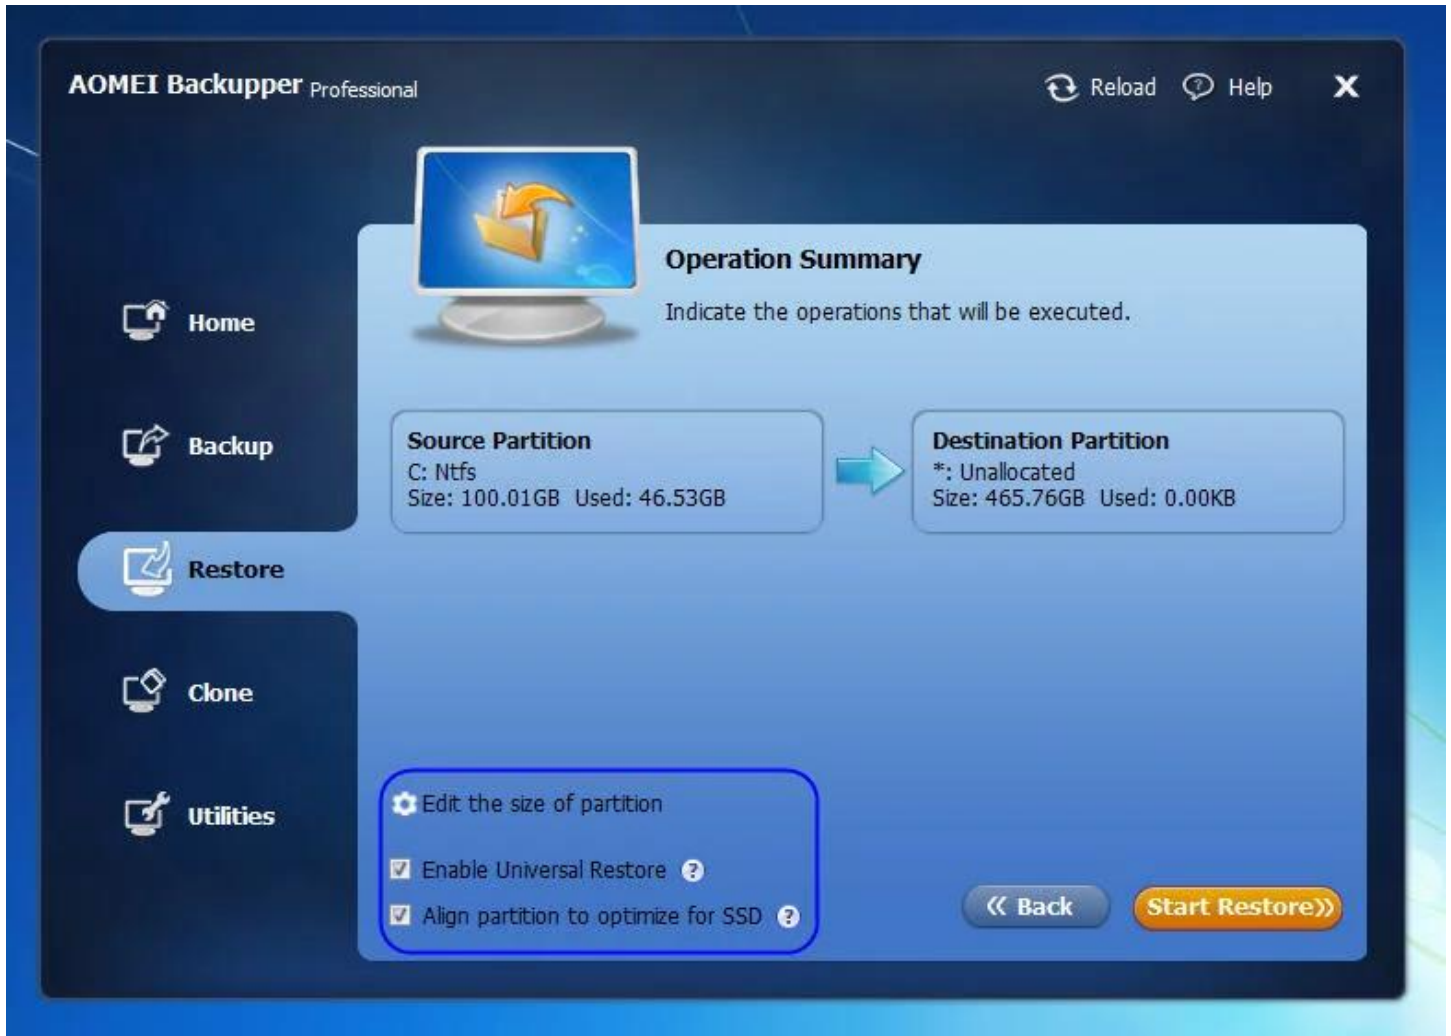 AOMEI Backupper Professional
Reload
Help
Operation Summary
Indicate the operations that will be executed.
Home
Backup
Restore
Clone
Utilities
Source Partition
C: Ntfs
Size: 100.01GB Used: 46.53GB
Destination Partition
*: Unallocated
Size: 465.76GB Used: 0.00KB
Edit the size of partition
Enable Universal Restore ?
Align partition to optimize for SSD ?
Back
Start Restore